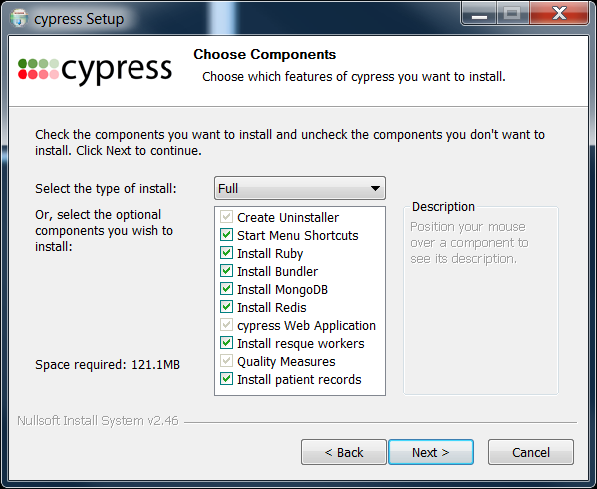 cypress Setup
cypress
Choose Components
Choose which features of cypress you want to install.
Check the components you want to install and uncheck the components you don't want to
install. Click Next to continue.
Select the type of install:
Full
Or, select the optional
components you wish to
install:
Create Uninstaller
Start Menu Shortcuts
Install Ruby
Install Bundler
Install MongoDB
Install Redis
cypress Web Application
Install resque workers
Quality Measures
Install patient records
Description
Position your mouse
over a component to
see its description.
Space required: 121.1MB
Nullsoft Install System v2.46
< Back
Next >
Cancel